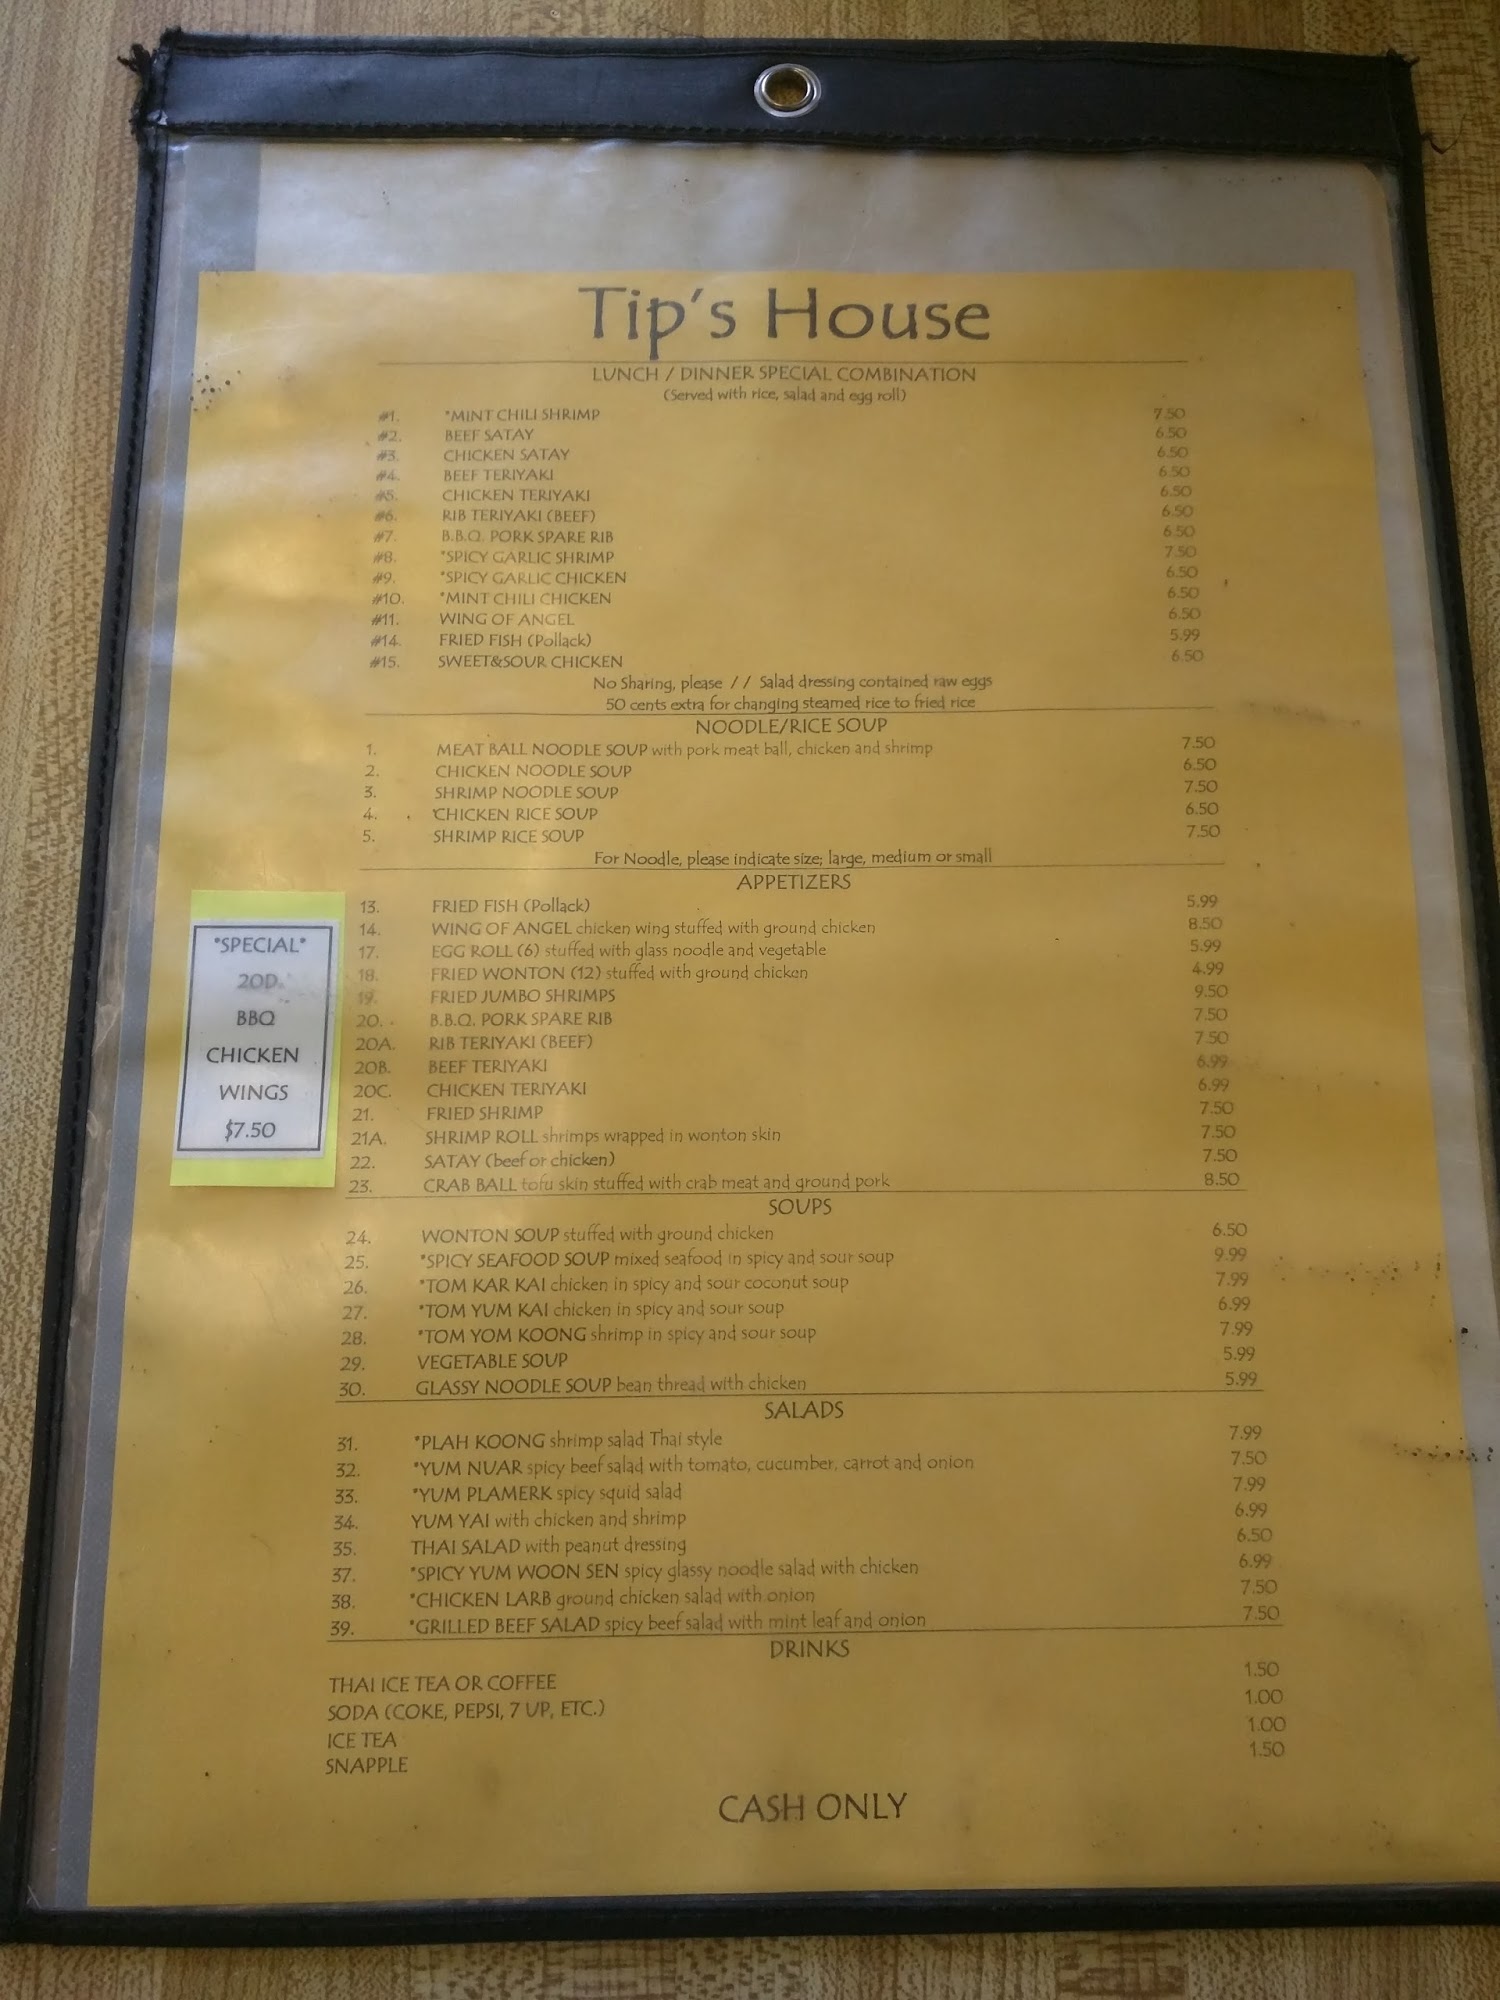 Tip's House
LUNCH / DINNER SPECIAL COMBINATION
(Served with rice, salad and egg roll)
#1. *MINT CHILI SHRIMP 7.50
#2. BEEF SATAY 6.50
#3. CHICKEN SATAY 6.50
#4. BEEF TERIYAKI 6.50
#5. CHICKEN TERIYAKI 6.50
#6. RIB TERIYAKI (BEEF) 6.50
#7. B.B.Q. PORK SPARE RIB 6.50
#8. *SPICY GARLIC SHRIMP 7.50
#9. *SPICY GARLIC CHICKEN 6.50
#10. *MINT CHILI CHICKEN 6.50
#11. WING OF ANGEL 6.50
#14. FRIED FISH (Pollack) 5.99
#15. SWEET&SOUR CHICKEN 6.50
No Sharing, please // Salad dressing contained raw eggs
50 cents extra for changing steamed rice to fried rice
NOODLE/RICE SOUP
1. MEAT BALL NOODLE SOUP with pork meat ball, chicken and shrimp 7.50
2. CHICKEN NOODLE SOUP 6.50
3. SHRIMP NOODLE SOUP 7.50
4. CHICKEN RICE SOUP 6.50
5. SHRIMP RICE SOUP 7.50
For Noodle, please indicate size; large, medium or small
APPETIZERS
13. FRIED FISH (Pollack) 5.99
14. WING OF ANGEL chicken wing stuffed with ground chicken 8.50
17. EGG ROLL (6) stuffed with glass noodle and vegetable 5.99
18. FRIED WONTON (12) stuffed with ground chicken 4.99
19. FRIED JUMBO SHRIMPS 9.50
20. B.B.Q. PORK SPARE RIB 7.50
20A. RIB TERIYAKI (BEEF) 7.50
20B. BEEF TERIYAKI 6.99
20C. CHICKEN TERIYAKI 6.99
21. FRIED SHRIMP 7.50
21A. SHRIMP ROLL shrimps wrapped in wonton skin 7.50
22. SATAY (beef or chicken) 7.50
23. CRAB BALL tofu skin stuffed with crab meat and ground pork 8.50
*SPECIAL*
20D.
BBQ
CHICKEN
WINGS
$7.50
SOUPS
24. WONTON SOUP stuffed with ground chicken 6.50
25. *SPICY SEAFOOD SOUP mixed seafood in spicy and sour soup 9.99
26. *TOM KAR KAI chicken in spicy and sour coconut soup 7.99
27. *TOM YUM KAI chicken in spicy and sour soup 6.99
28. *TOM YOM KOONG shrimp in spicy and sour soup 7.99
29. VEGETABLE SOUP 5.99
30. GLASSY NOODLE SOUP bean thread with chicken 5.99
SALADS
31. *PLAH KOONG shrimp salad Thai style 7.99
32. *YUM NUAR spicy beef salad with tomato, cucumber, carrot and onion 7.50
33. *YUM PLAMERK spicy squid salad 7.99
34. YUM YAI with chicken and shrimp 6.99
35. THAI SALAD with peanut dressing 6.50
37. *SPICY YUM WOON SEN spicy glassy noodle salad with chicken 6.99
38. *CHICKEN LARB ground chicken salad with onion 7.50
39. *GRILLED BEEF SALAD spicy beef salad with mint leaf and onion 7.50
DRINKS
THAI ICE TEA OR COFFEE 1.50
SODA (COKE, PEPSI, 7 UP, ETC.) 1.00
ICE TEA 1.00
SNAPPLE 1.50
CASH ONLY